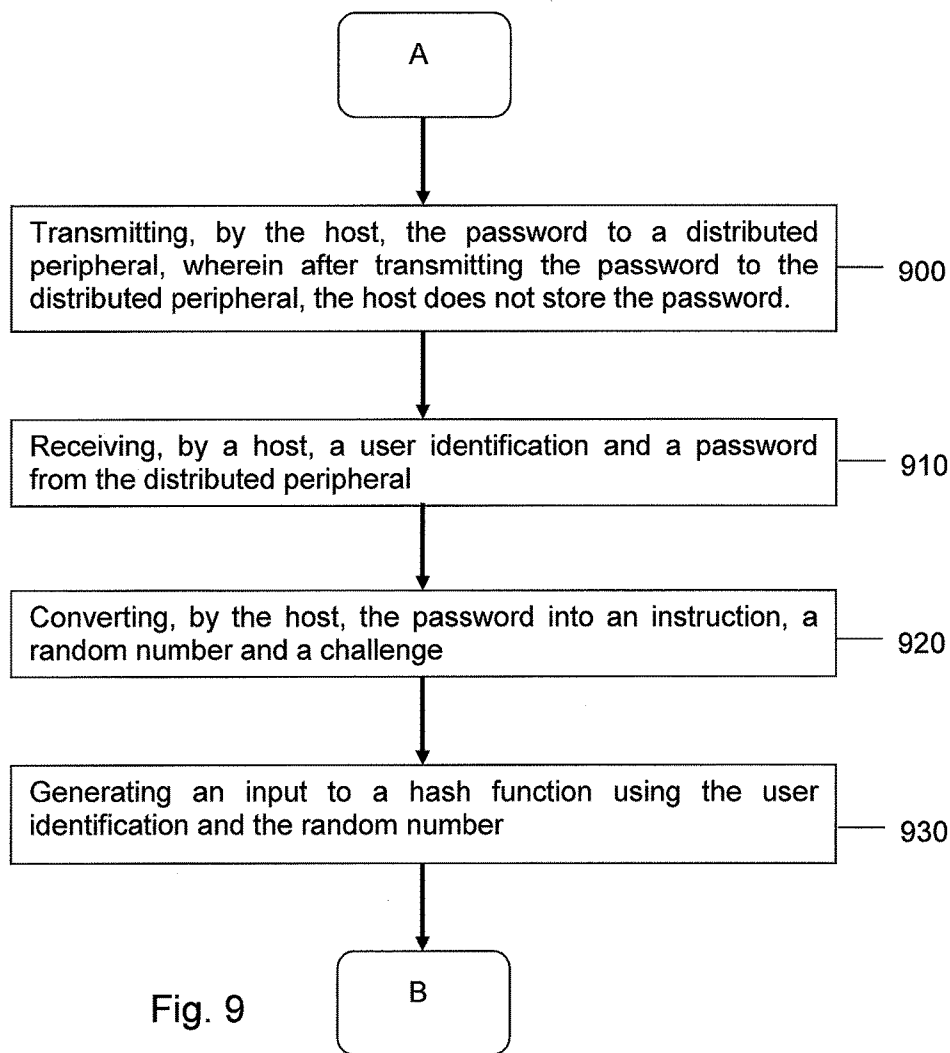 A
Transmitting, by the host, the password to a distributed
peripheral, wherein after transmitting the password to the
distributed peripheral, the host does not store the password.
900
Receiving, by a host, a user identification and a password
from the distributed peripheral
910
Converting, by the host, the password into an instruction, a
random number and a challenge
920
Generating an input to a hash function using the user
identification and the random number
930
B
Fig. 9